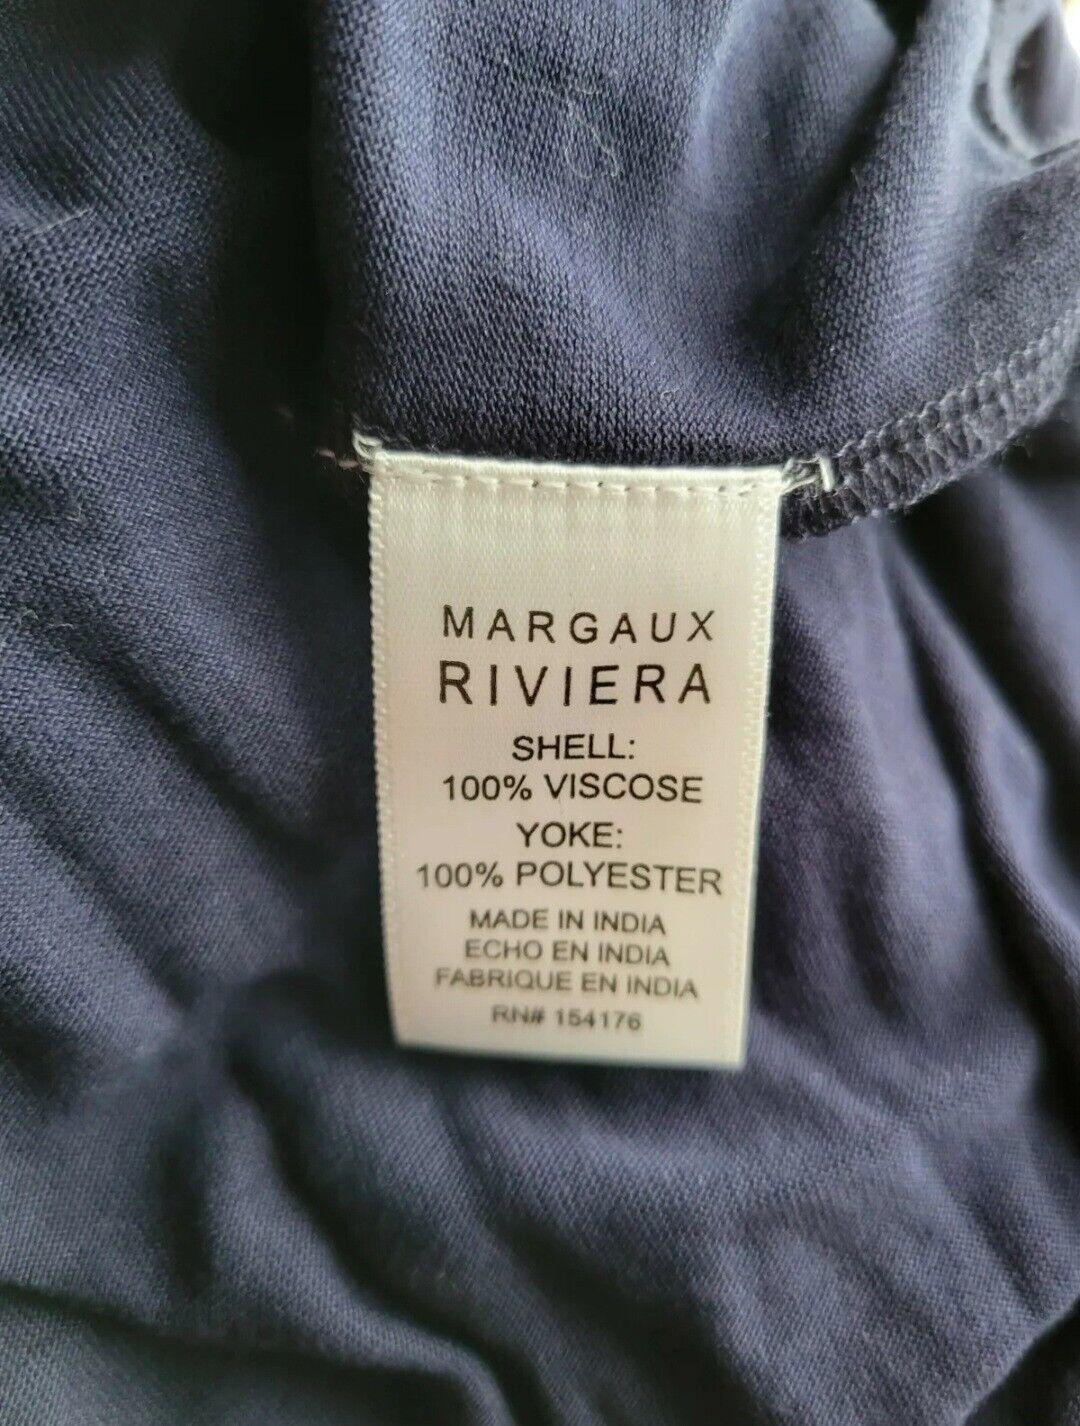 MARGAUX
RIVIERA
SHELL:
100% VISCOSE
YOKE:
100% POLYESTER
MADE IN INDIA
ECHO EN INDIA
FABRIQUE EN INDIA
RN# 154176